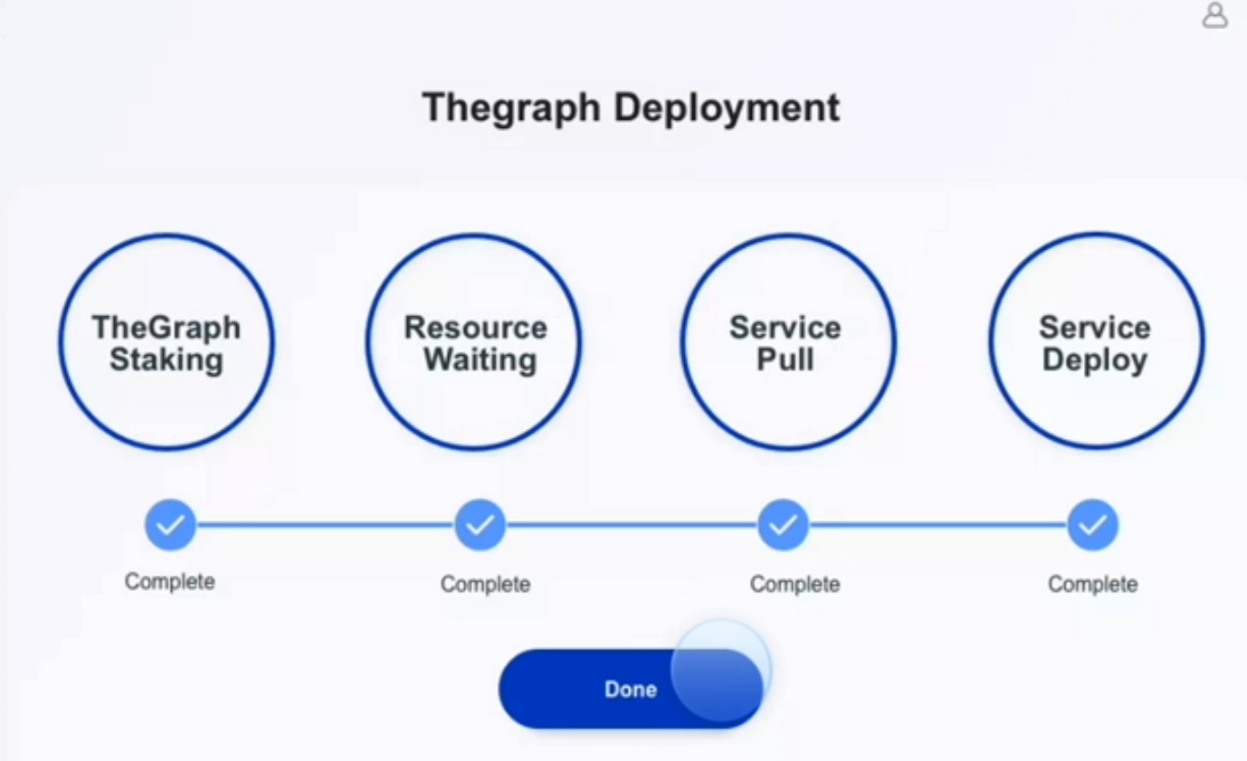 Thegraph Deployment
TheGraph
Staking
Resource
Waiting
Service
Pull
Service
Deploy
Complete
Complete
Complete
Complete
Done